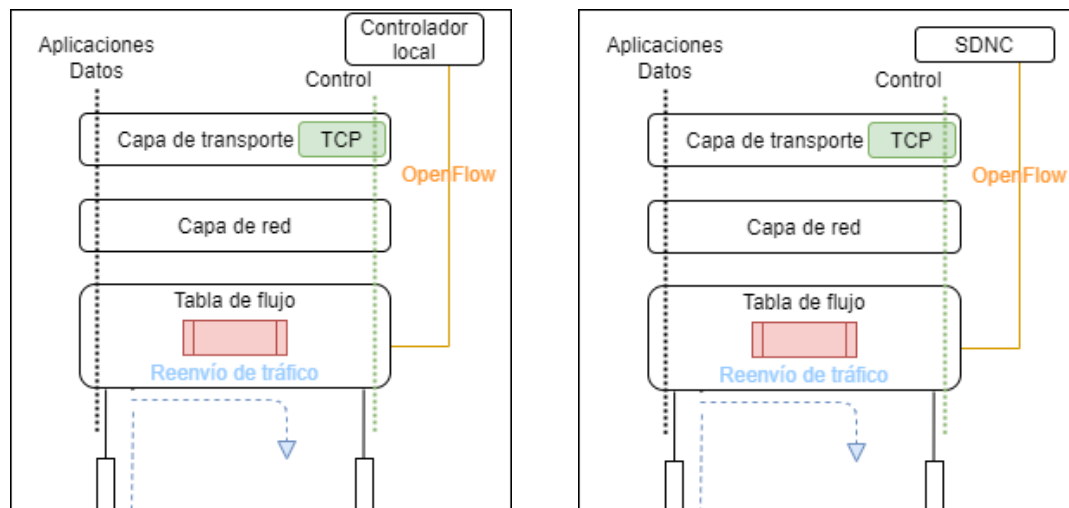 Controlador
local
Aplicaciones
Datos
Control
Capa de transporte
TCP
OpenFlow
Capa de red
Tabla de flujo
Reenvío de tráfico
SDNC
Aplicaciones
Datos
Control
Capa de transporte
TCP
OpenFlow
Capa de red
Tabla de flujo
Reenvío de tráfico